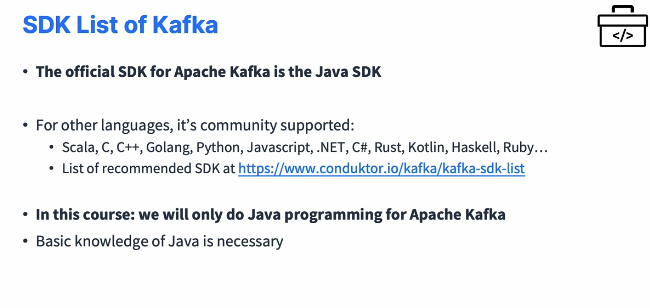 SDK List of Kafka
</>
• The official SDK for Apache Kafka is the Java SDK
• For other languages, it's community supported:
• Scala, C, C++, Golang, Python, Javascript, .NET, C#, Rust, Kotlin, Haskell, Ruby…
• List of recommended SDK at https://www.conduktor.io/kafka/kafka-sdk-list
• In this course: we will only do Java programming for Apache Kafka
• Basic knowledge of Java is necessary